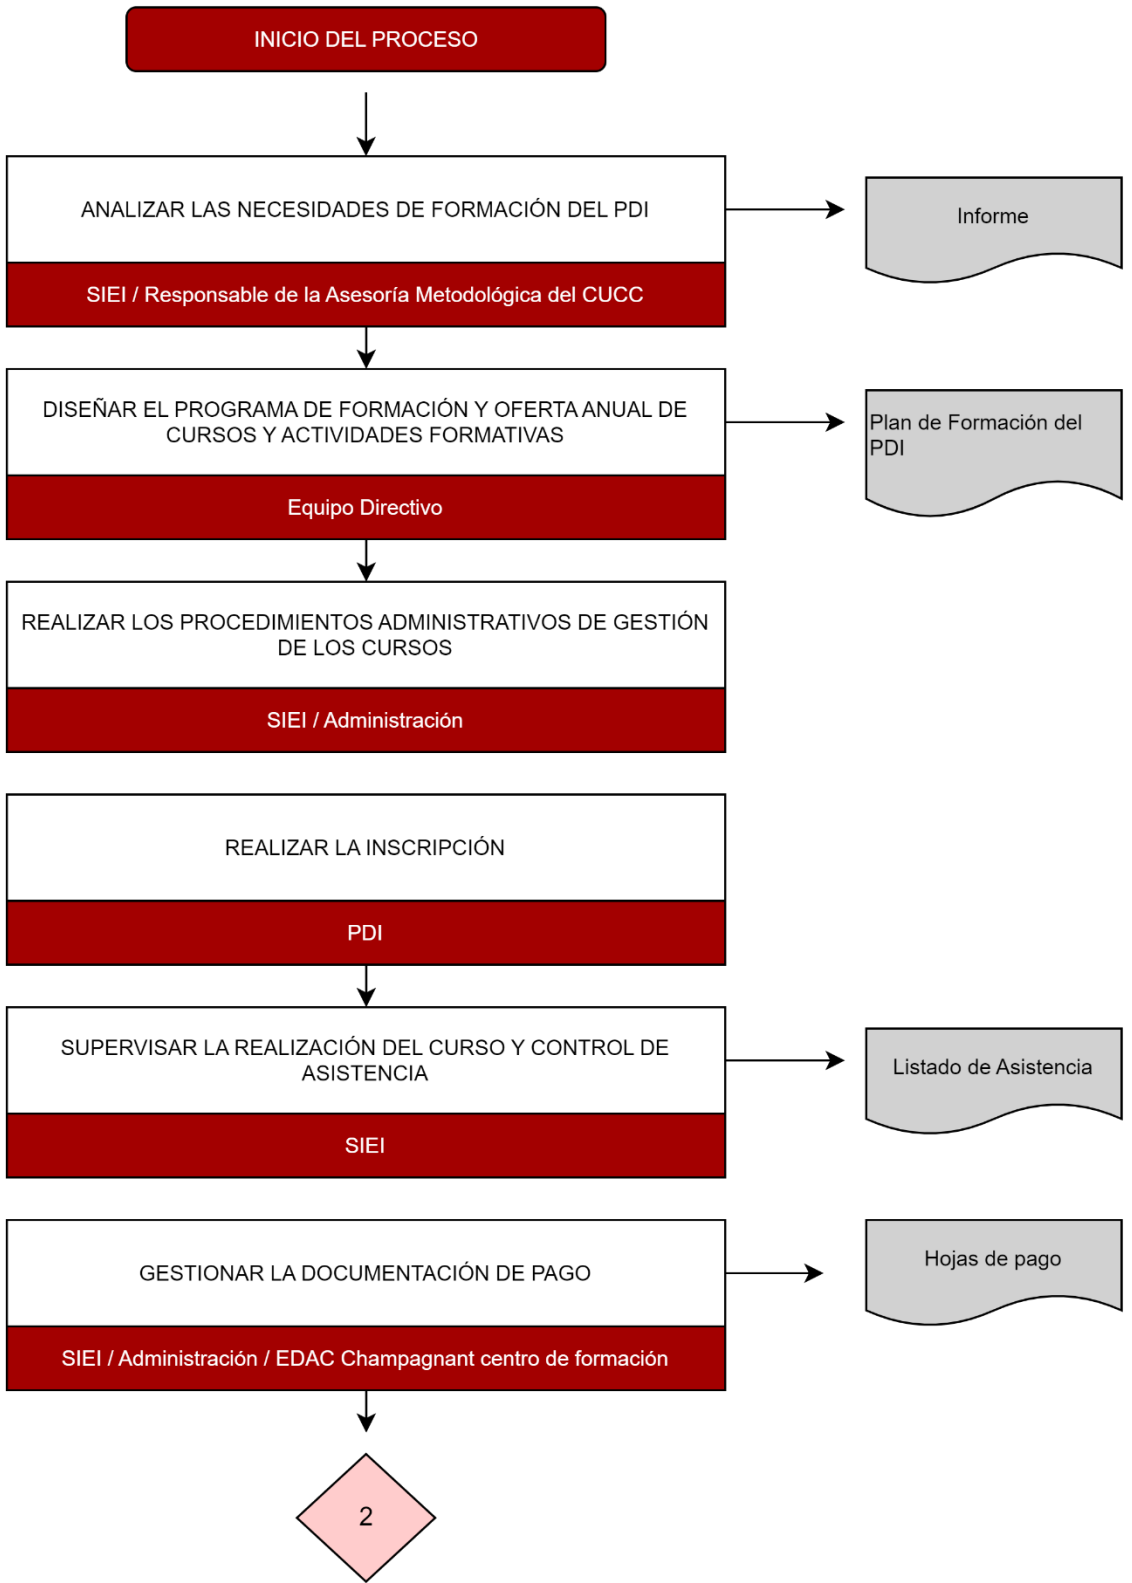 INICIO DEL PROCESO
ANALIZAR LAS NECESIDADES DE FORMACIÓN DEL PDI
Informe
SIEI / Responsable de la Asesoría Metodológica del CUCC
DISEÑAR EL PROGRAMA DE FORMACIÓN Y OFERTA ANUAL DE
CURSOS Y ACTIVIDADES FORMATIVAS
Plan de Formación del
PDI
Equipo Directivo
REALIZAR LOS PROCEDIMIENTOS ADMINISTRATIVOS DE GESTIÓN
DE LOS CURSOS
SIEI / Administración
REALIZAR LA INSCRIPCIÓN
PDI
SUPERVISAR LA REALIZACIÓN DEL CURSO Y CONTROL DE
ASISTENCIA
Listado de Asistencia
SIEI
GESTIONAR LA DOCUMENTACIÓN DE PAGO
Hojas de pago
SIEI / Administración / EDAC Champagnant centro de formación
2